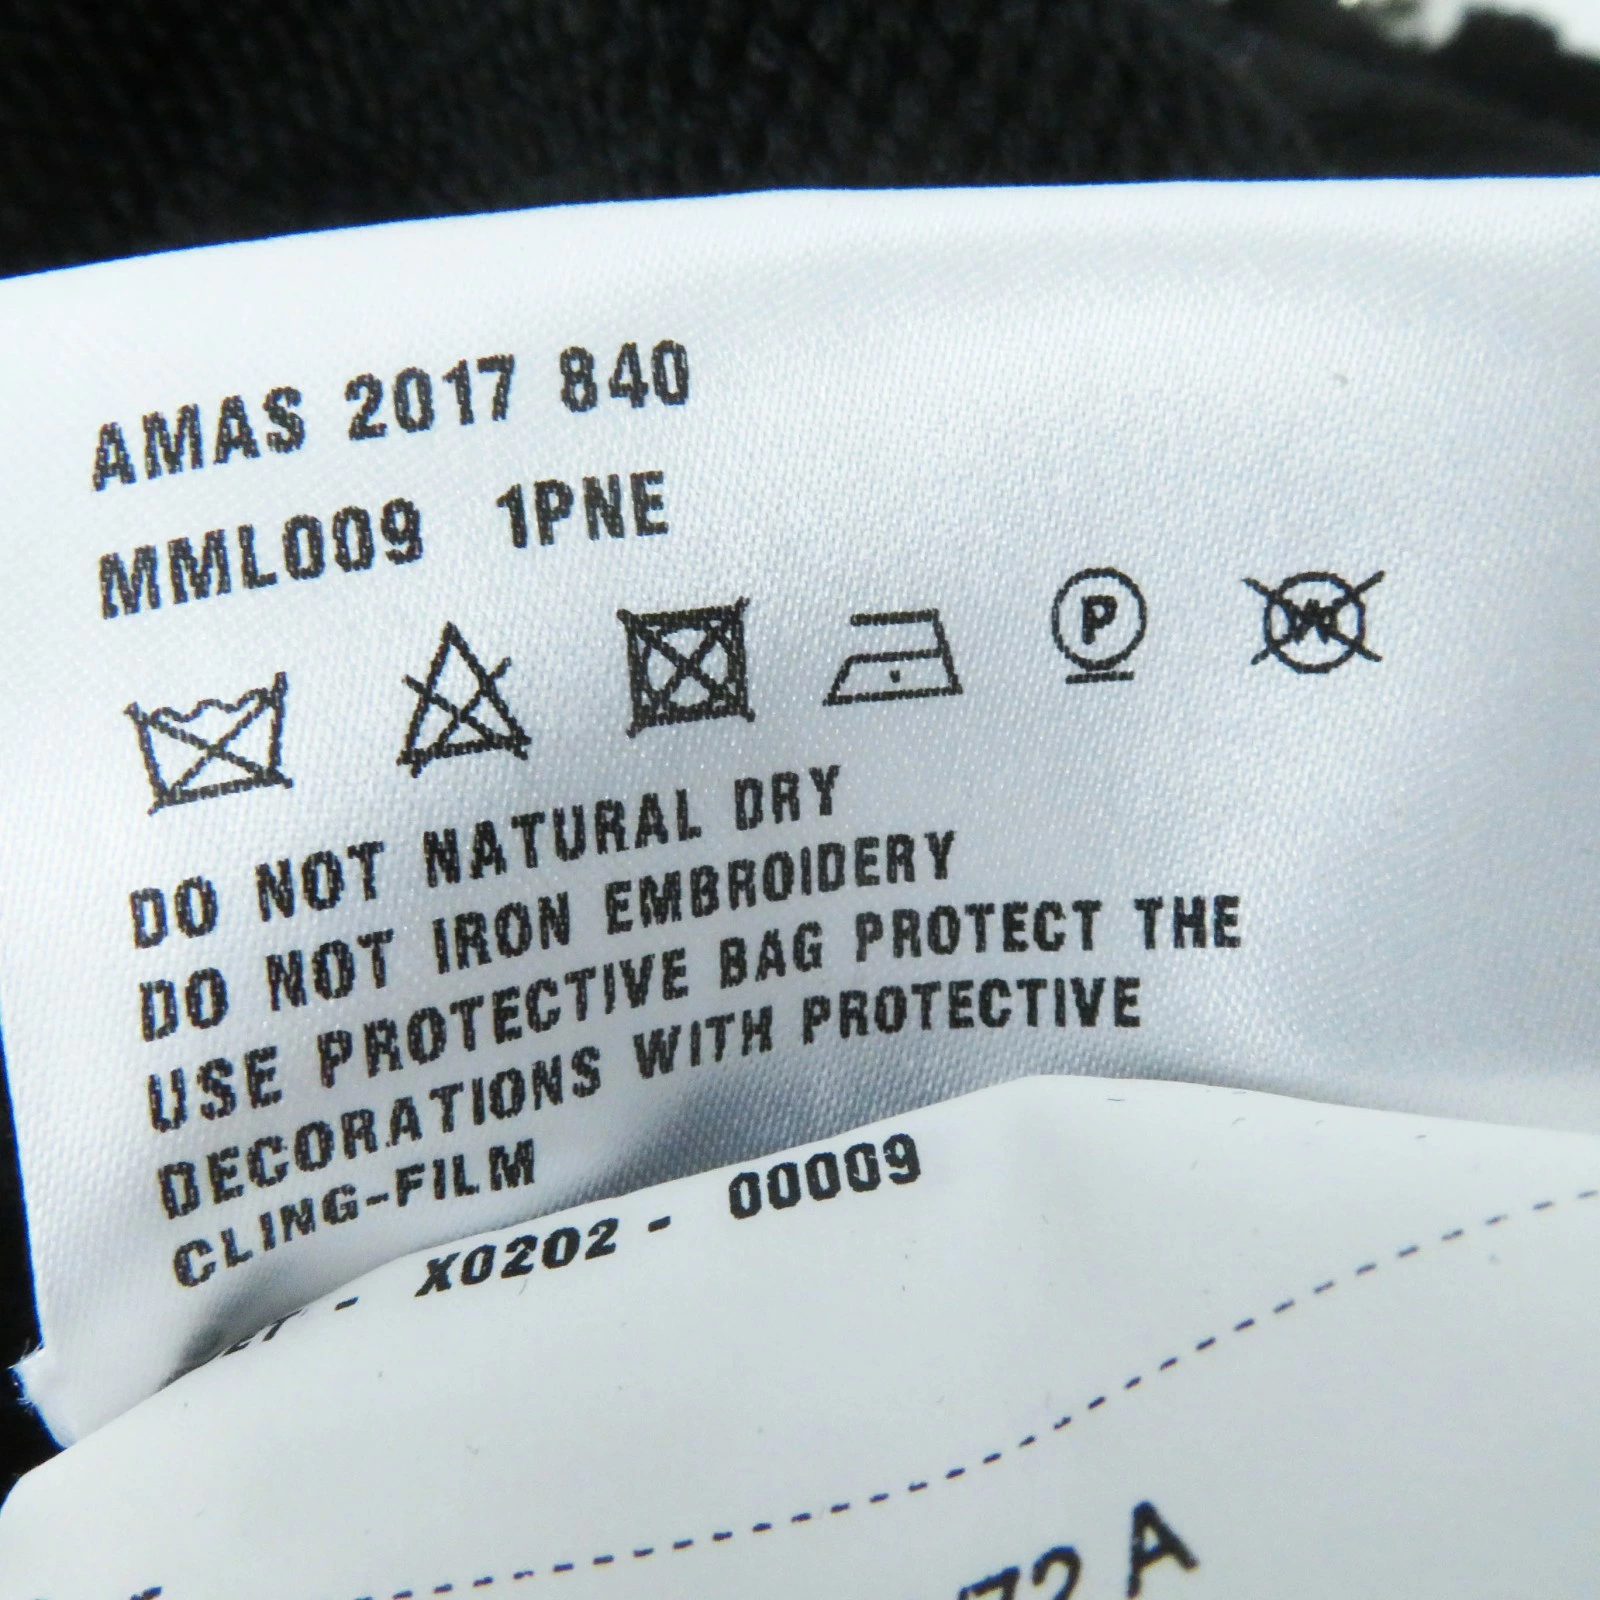 AMAS 2017 840
MML009 1PNE
P
W
DO NOT NATURAL DRY
DO NOT IRON EMBROIDERY
USE PROTECTIVE BAG PROTECT THE
DECORATIONS WITH PROTECTIVE
CLING-FILM
- X0202 - 00009
72 A